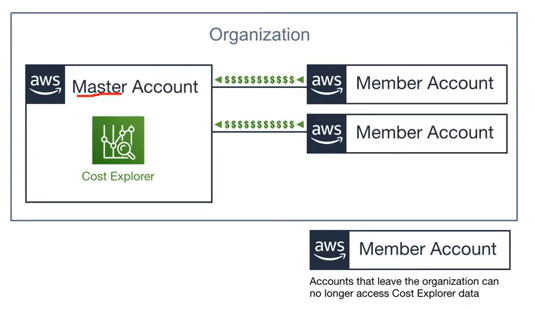 Organization
aws
Master Account
Cost Explorer
$$$$$$$$$$$
aws
Member Account
$$$$$$$$$$$
aws
Member Account
aws
Member Account
Accounts that leave the organization can
no longer access Cost Explorer data